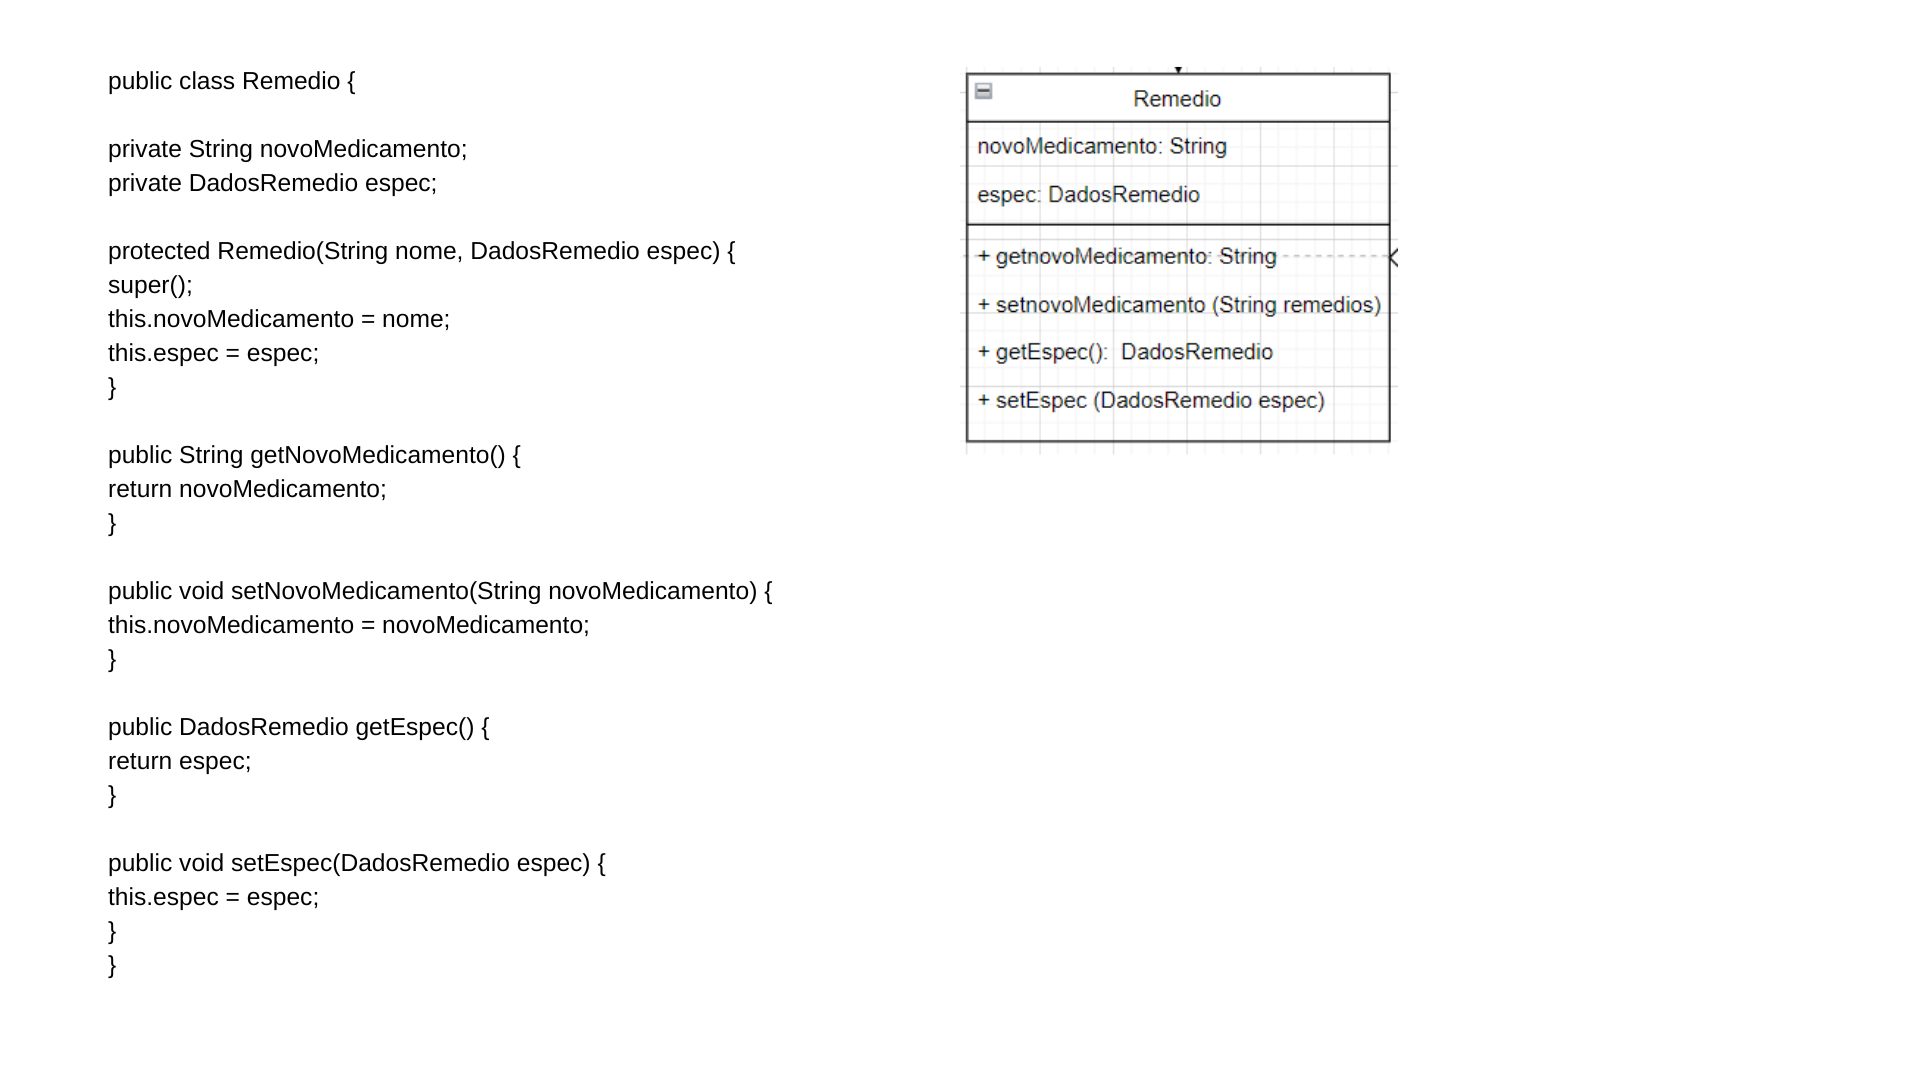 public class Remedio {
private String novoMedicamento;
private DadosRemedio espec;
protected Remedio(String nome, DadosRemedio espec) {
super();
this.novoMedicamento = nome;
this.espec = espec;
}
public String getNovoMedicamento() {
return novoMedicamento;
}
public void setNovoMedicamento(String novoMedicamento) {
this.novoMedicamento = novoMedicamento;
}
public DadosRemedio getEspec() {
return espec;
}
public void setEspec(DadosRemedio espec) {
this.espec = espec;
}
}
Remedio
novoMedicamento: String
espec: DadosRemedio
+ getnovoMedicamento: String
+ setnovoMedicamento (String remedios)
+ getEspec(): DadosRemedio
+ setEspec (DadosRemedio espec)